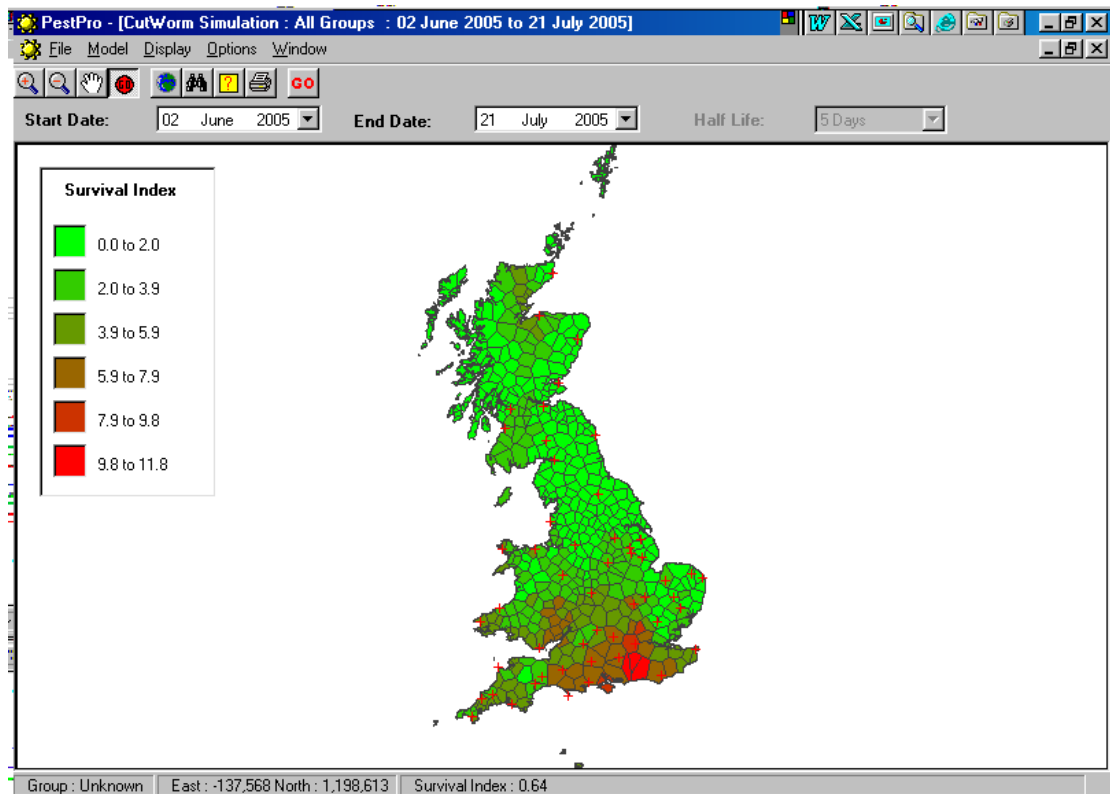 PestPro - [CutWorm Simulation : All Groups : 02 June 2005 to 21 July 2005]
File Model Display Options Window
GO
Start Date: 02 June 2005 End Date: 21 July 2005 Half Life: 5 Days
Survival Index
0.0 to 2.0
2.0 to 3.9
3.9 to 5.9
5.9 to 7.9
7.9 to 9.8
9.8 to 11.8
Group : Unknown East : -137,568 North : 1,198,613 Survival Index : 0.64